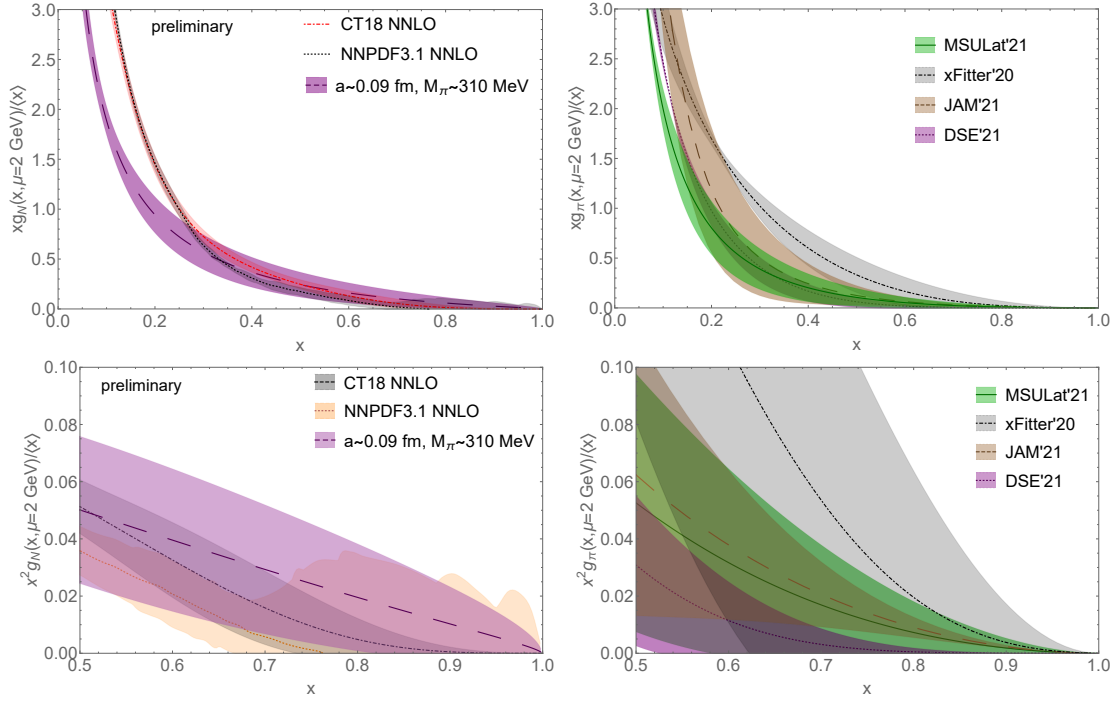 preliminary
CT18 NNLO
NNPDF3.1 NNLO
a~0.09 fm, Mπ~310 MeV
xgN(x,μ=2 GeV)/⟨x⟩
3.0
2.5
2.0
1.5
1.0
0.5
0.0
0.0 0.2 0.4 0.6 0.8 1.0
x
MSULat'21
xFitter'20
JAM'21
DSE'21
xgπ(x,μ=2 GeV)/⟨x⟩
3.0
2.5
2.0
1.5
1.0
0.5
0.0
0.0 0.2 0.4 0.6 0.8 1.0
x
preliminary
CT18 NNLO
NNPDF3.1 NNLO
a~0.09 fm, Mπ~310 MeV
x²gN(x,μ=2 GeV)/⟨x⟩
0.10
0.08
0.06
0.04
0.02
0.00
0.5 0.6 0.7 0.8 0.9 1.0
x
MSULat'21
xFitter'20
JAM'21
DSE'21
x²gπ(x,μ=2 GeV)/⟨x⟩
0.10
0.08
0.06
0.04
0.02
0.00
0.5 0.6 0.7 0.8 0.9 1.0
x